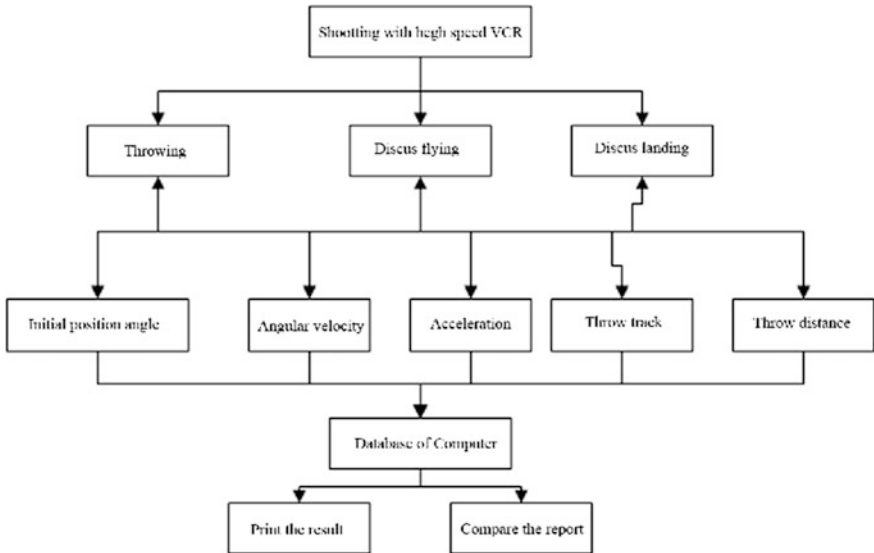 Shootting with hegh speed VCR
Throwing
Discus flying
Discus landing
Initial position angle
Angular velocity
Acceleration
Throw track
Throw distance
Database of Computer
Print the result
Compare the report